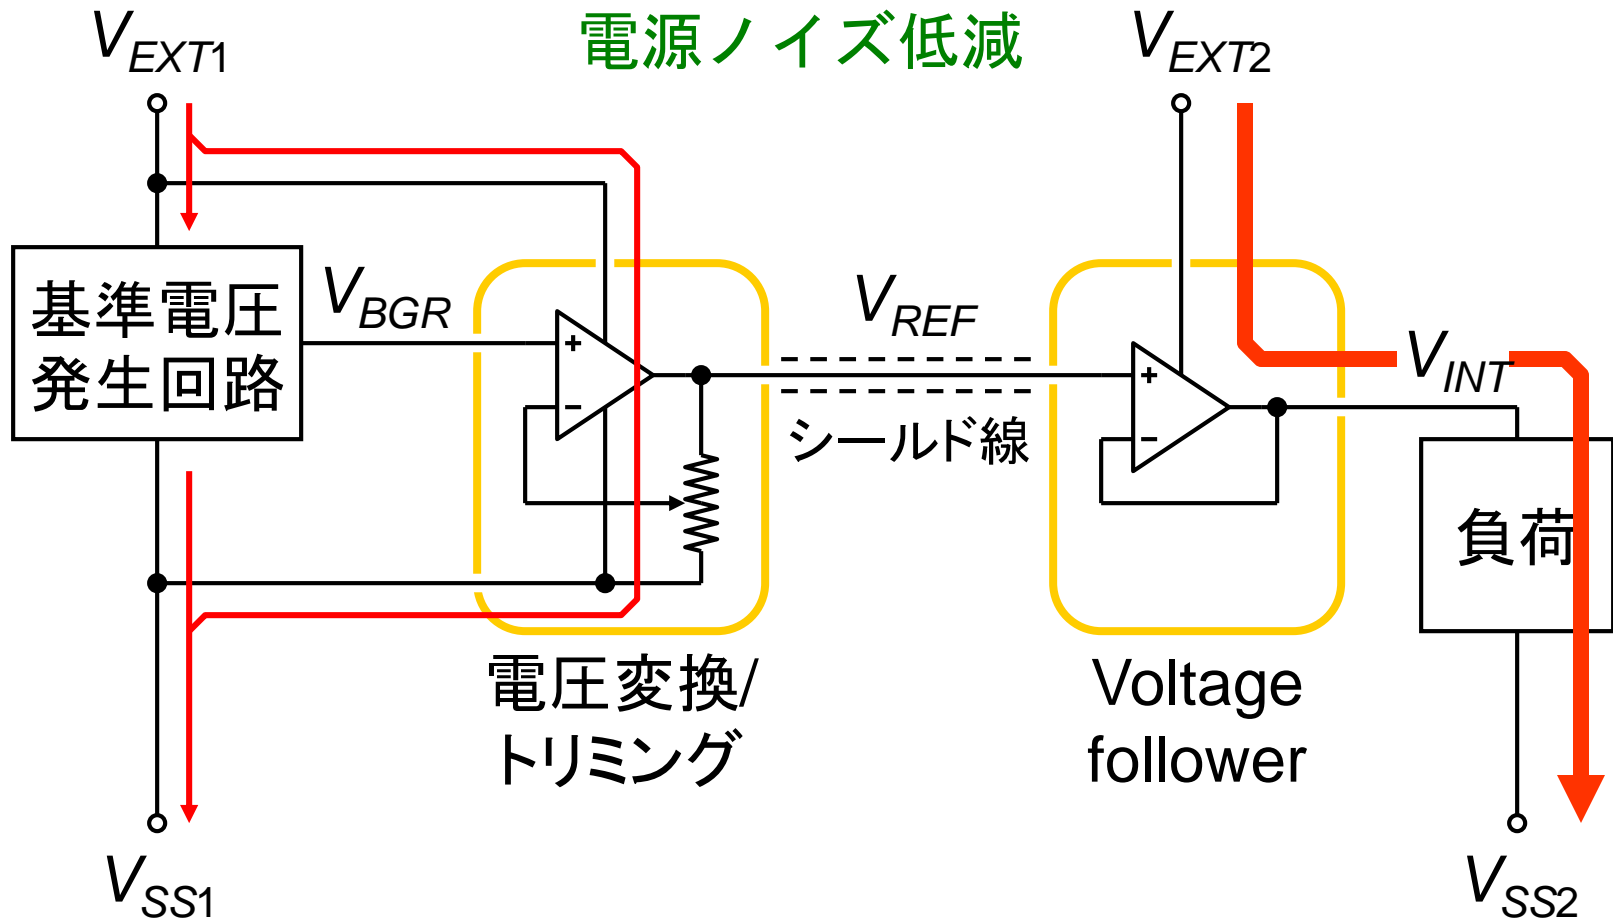 電源ノイズ低減
VEXT1
VEXT2
基準電圧
発生回路
VBGR
+
−
VREF
シールド線
+
−
VINT
負荷
電圧変換/
トリミング
Voltage
follower
VSS1
VSS2